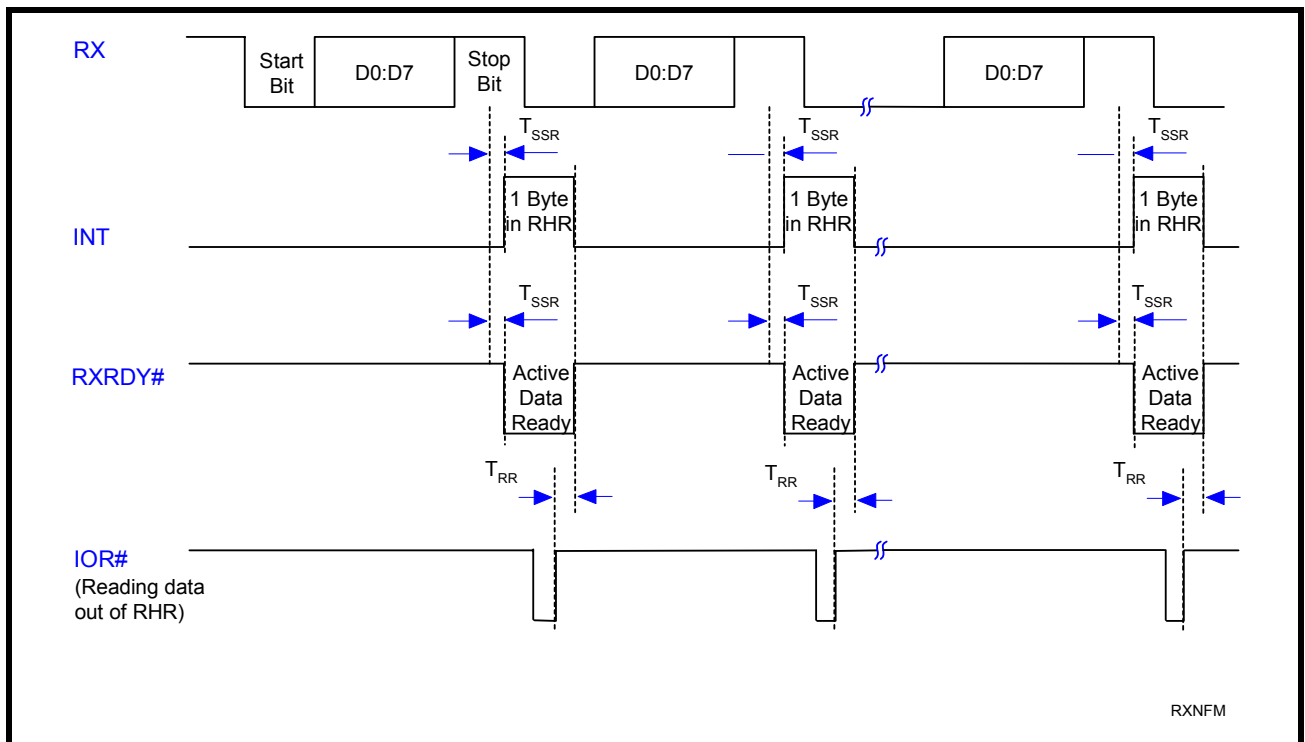 RX
Start
Bit
D0:D7
Stop
Bit
D0:D7
D0:D7
TSSR
TSSR
TSSR
INT
1 Byte
in RHR
1 Byte
in RHR
1 Byte
in RHR
TSSR
TSSR
TSSR
RXRDY#
Active
Data
Ready
Active
Data
Ready
Active
Data
Ready
TRR
TRR
TRR
IOR#
(Reading data
out of RHR)
RXNFM